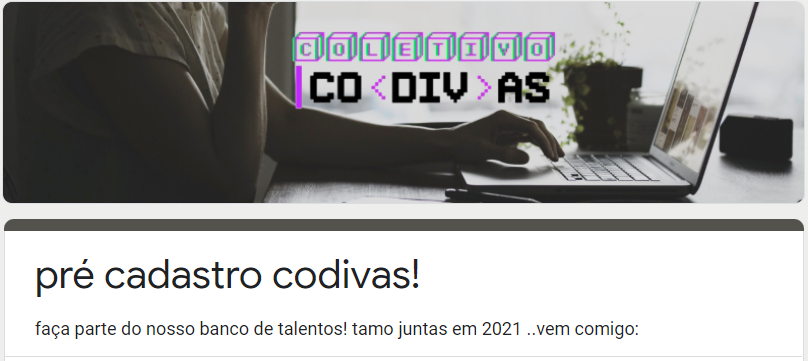 COLETIVO
CO<DIV>AS
pré cadastro codivas!
faça parte do nosso banco de talentos! tamo juntas em 2021 ..vem comigo: